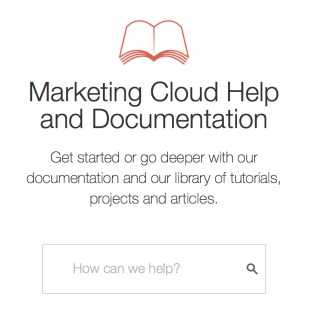 Marketing Cloud Help
and Documentation
Get started or go deeper with our
documentation and our library of tutorials,
projects and articles.
How can we help?